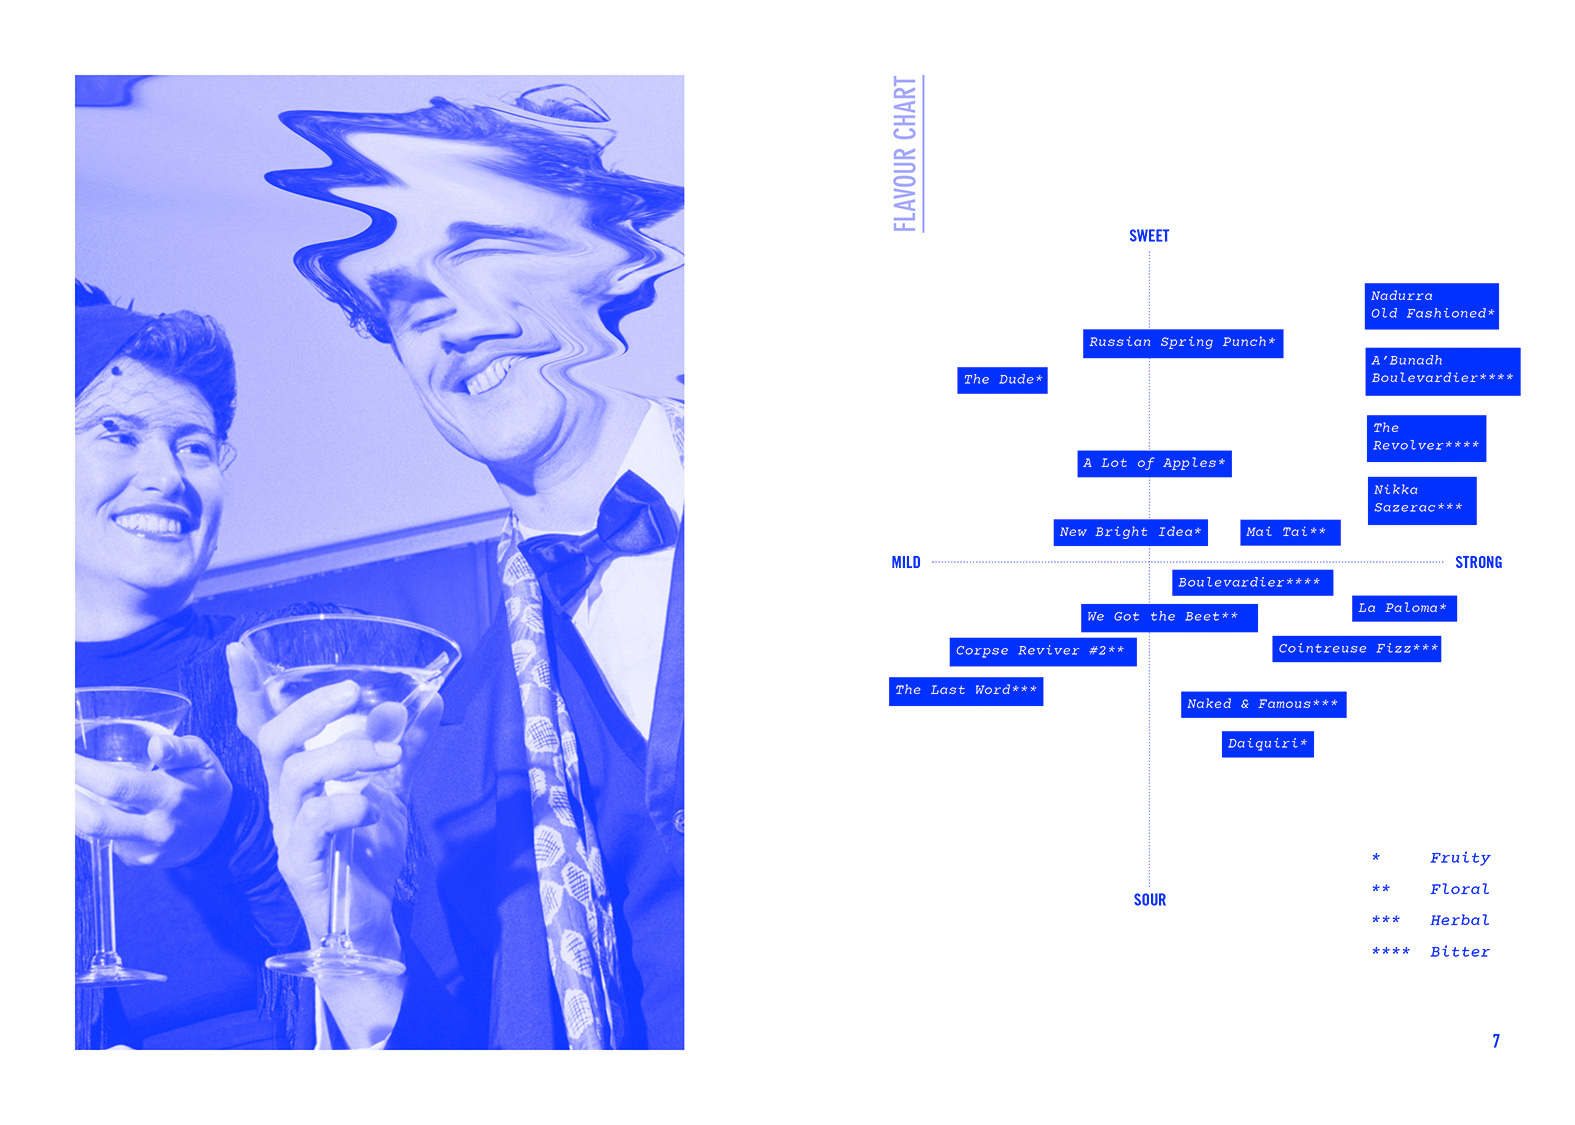 FLAVOUR CHART
SWEET
Nadurra
Old Fashioned*
Russian Spring Punch*
A’Bunadh
Boulevardier****
The Dude*
The
Revolver****
A Lot of Apples*
Nikka
Sazerac***
New Bright Idea*
Mai Tai**
MILD
STRONG
Boulevardier****
La Paloma*
We Got the Beet**
Corpse Reviver #2**
Cointreuse Fizz***
The Last Word***
Naked & Famous***
Daiquiri*
SOUR
* Fruity
** Floral
*** Herbal
**** Bitter
7